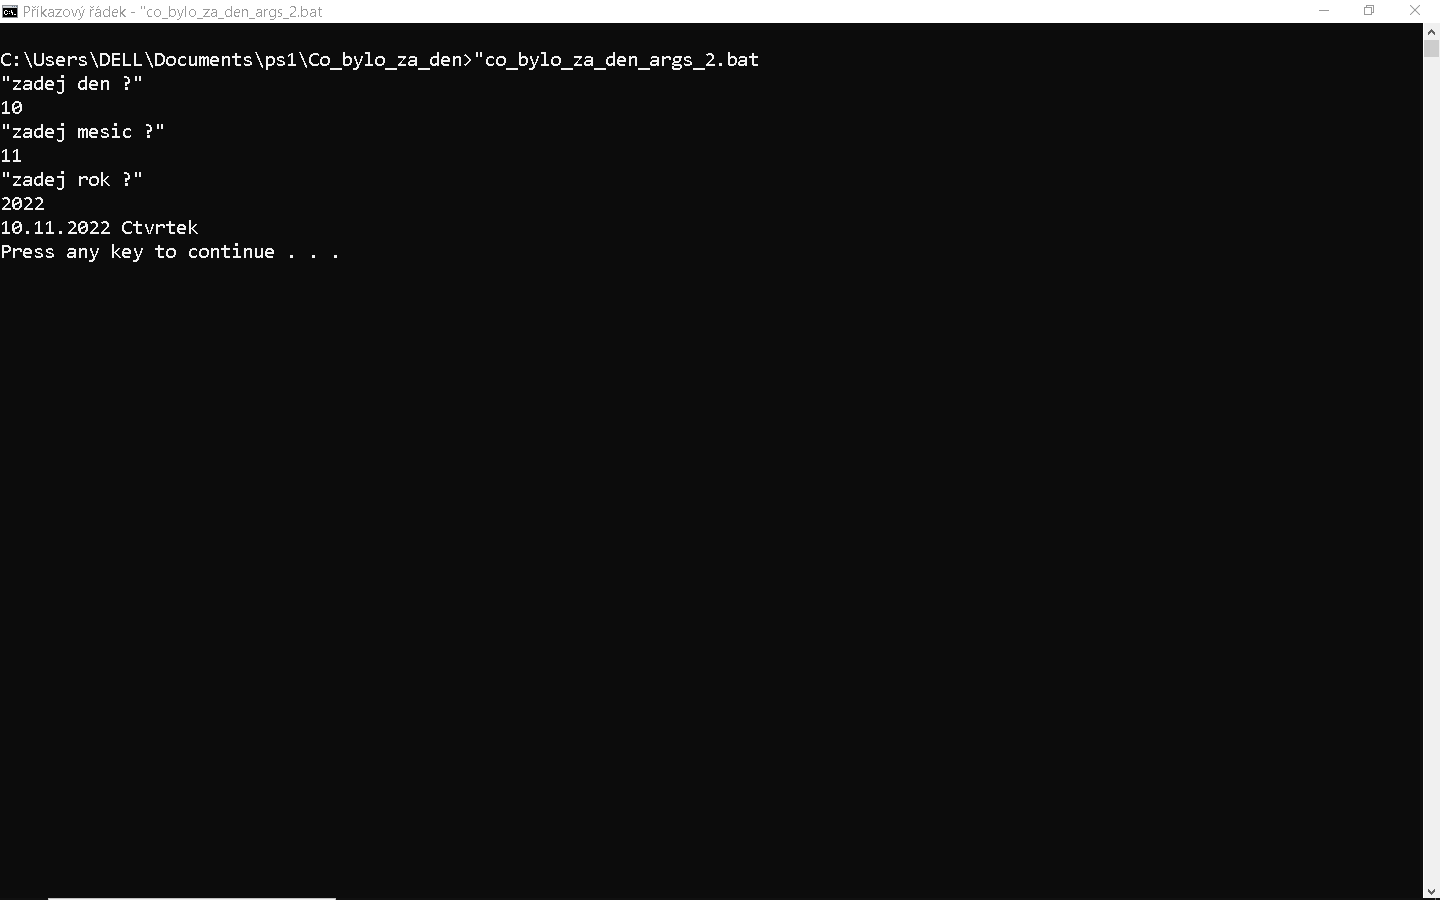 Příkazový řádek - "co_bylo_za_den_args_2.bat
C:\Users\DELL\Documents\ps1\Co_bylo_za_den>"co_bylo_za_den_args_2.bat
"zadej den ?"
10
"zadej mesic ?"
11
"zadej rok ?"
2022
10.11.2022 Ctvrtek
Press any key to continue . . .